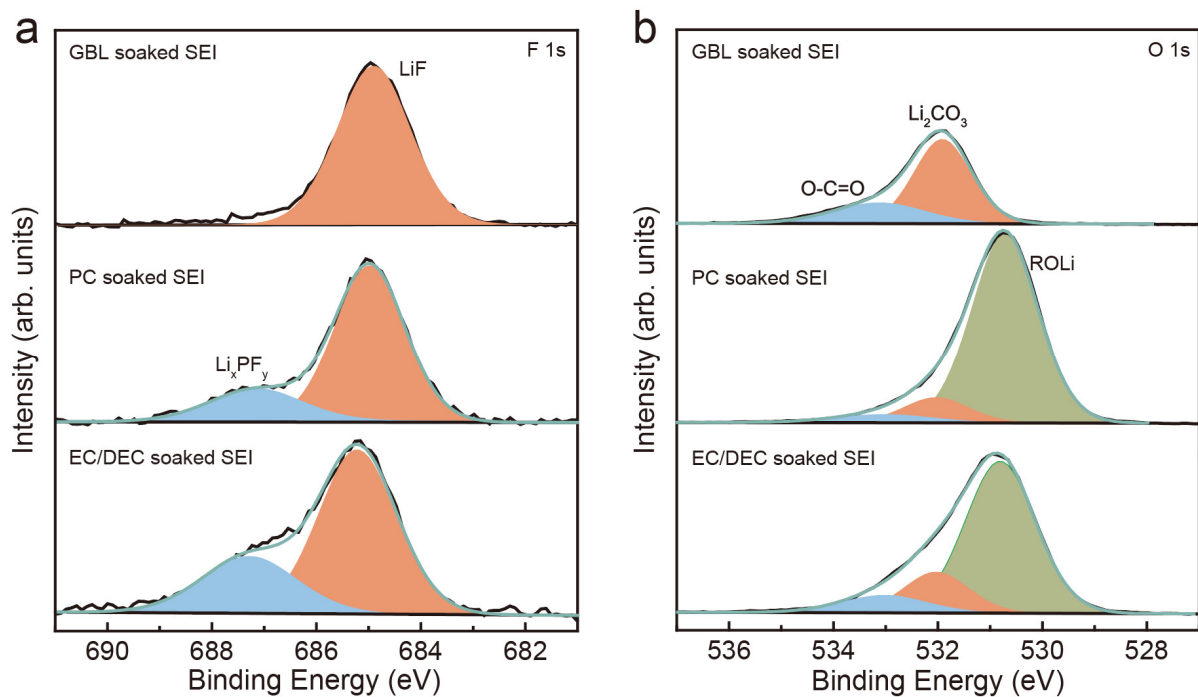 a
GBL soaked SEI
F 1s
LiF
PC soaked SEI
LiₓPFᵧ
EC/DEC soaked SEI
Intensity (arb. units)
690 688 686 684 682
Binding Energy (eV)
b
GBL soaked SEI
O 1s
Li₂CO₃
O-C=O
PC soaked SEI
ROLi
EC/DEC soaked SEI
Intensity (arb. units)
536 534 532 530 528
Binding Energy (eV)